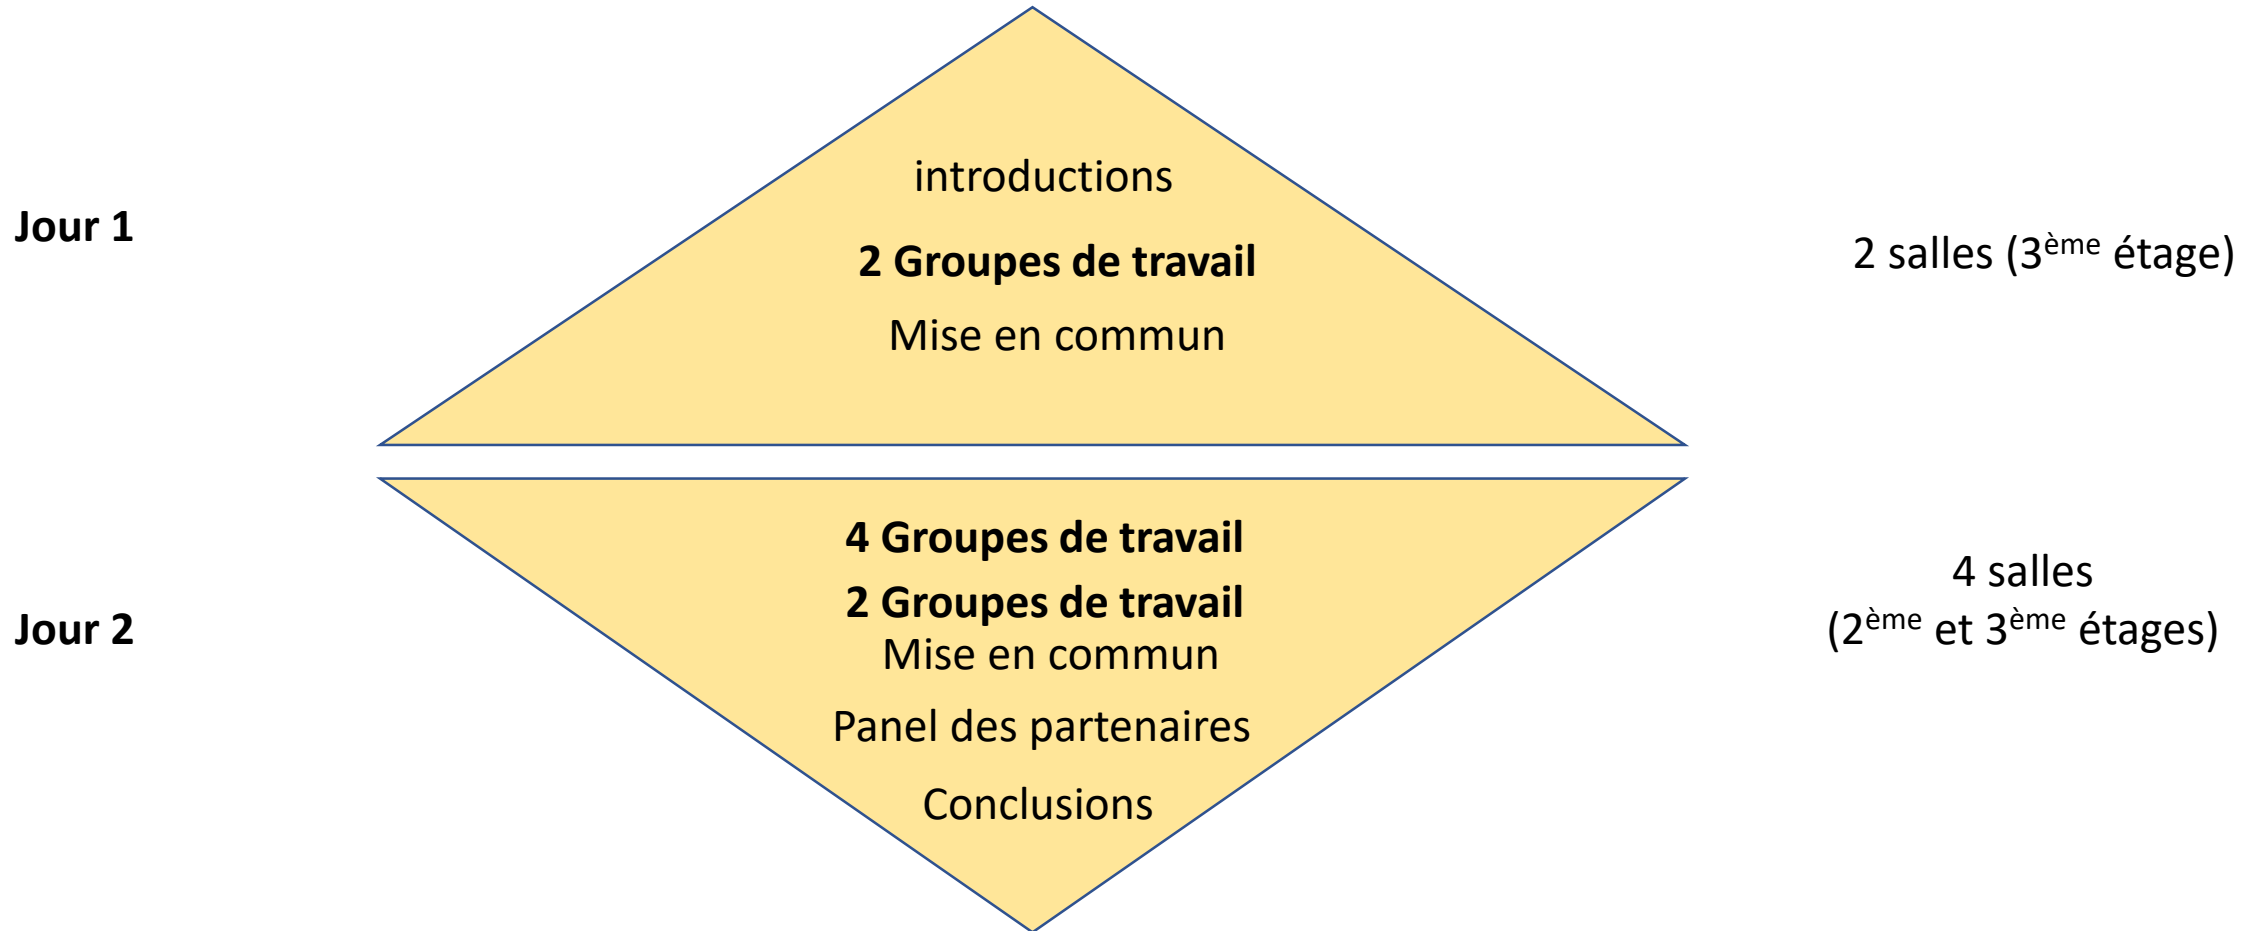 Jour 1
introductions
2 Groupes de travail
Mise en commun
2 salles (3ème étage)
Jour 2
4 Groupes de travail
2 Groupes de travail
Mise en commun
Panel des partenaires
Conclusions
4 salles
(2ème et 3ème étages)